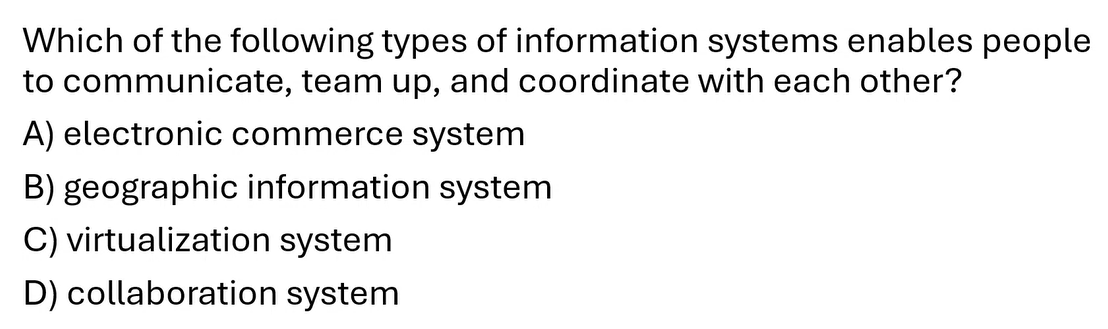 Which of the following types of information systems enables people
to communicate, team up, and coordinate with each other?
A) electronic commerce system
B) geographic information system
C) virtualization system
D) collaboration system